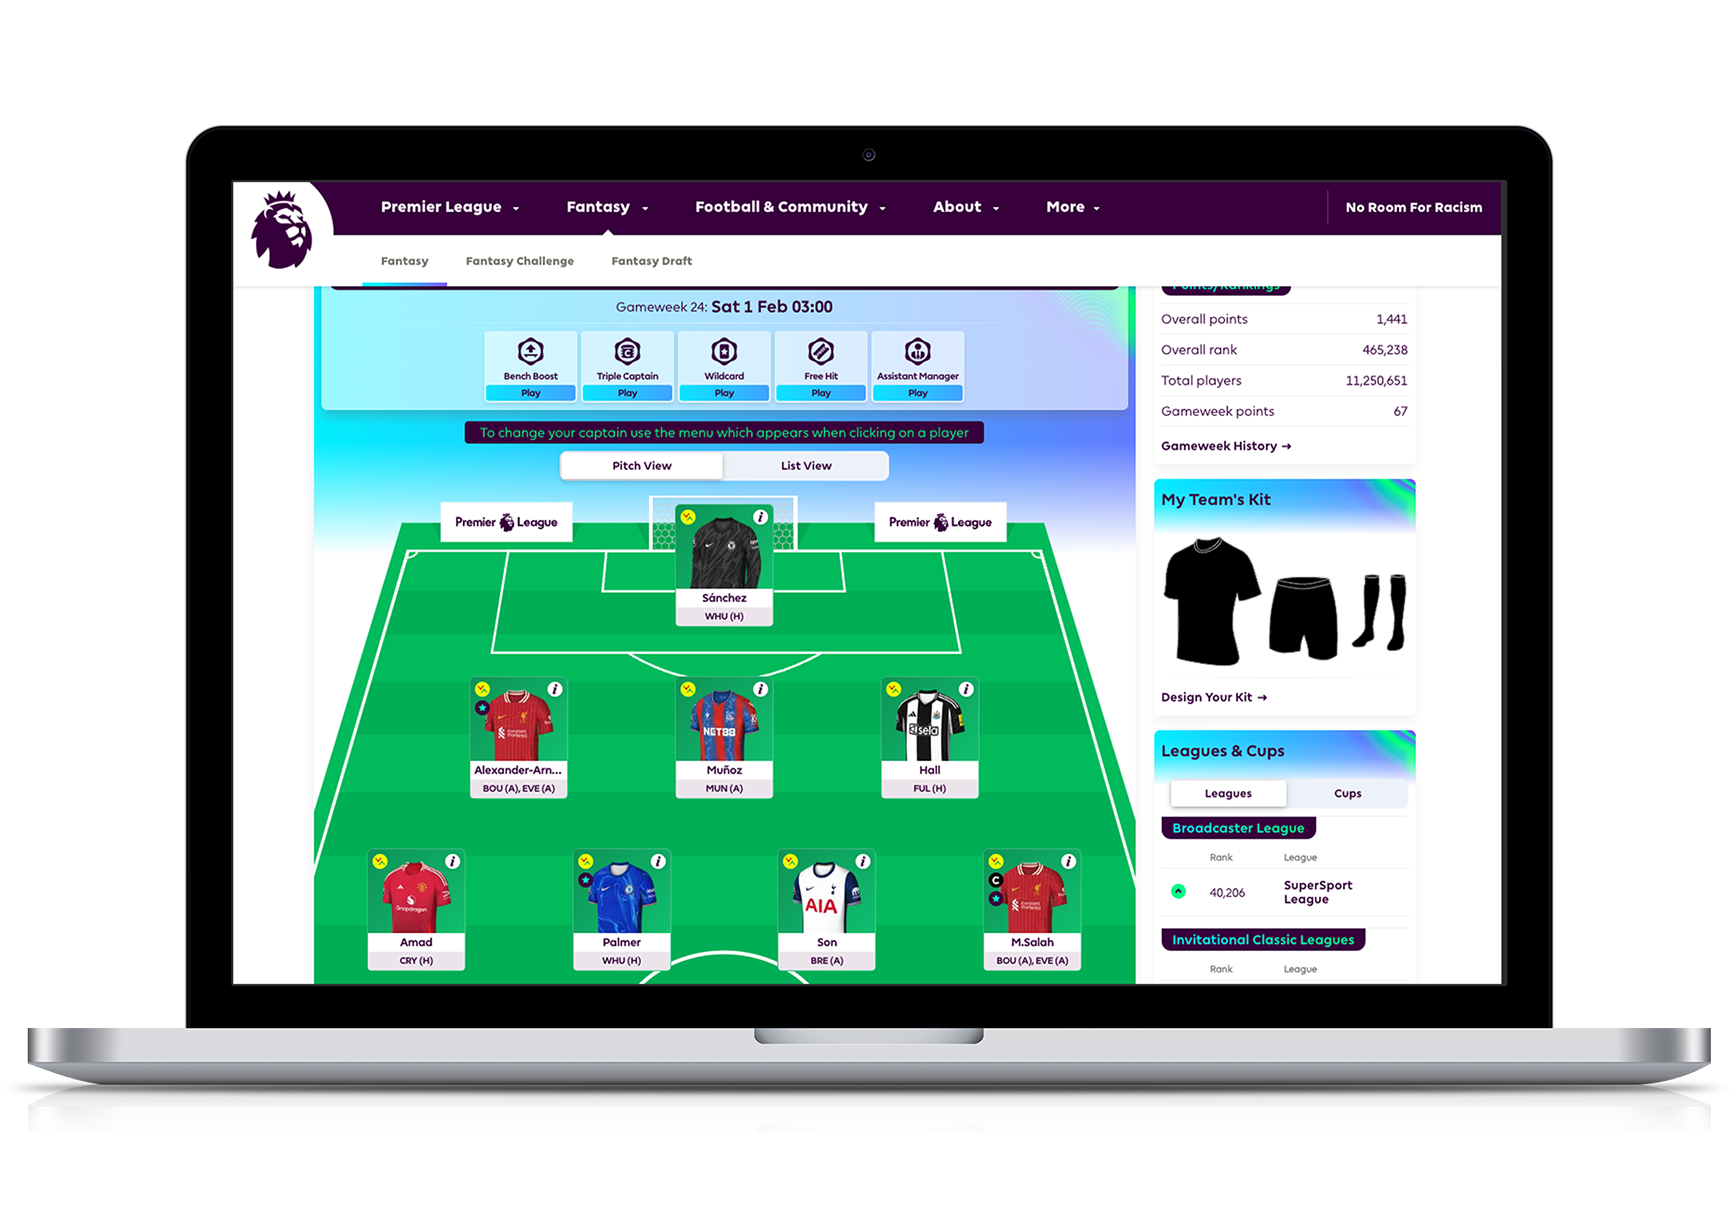 Premier League
Fantasy
Football & Community
About
More
No Room For Racism
Fantasy
Fantasy Challenge
Fantasy Draft
Gameweek 24: Sat 1 Feb 03:00
Bench Boost
Play
Triple Captain
Play
Wildcard
Play
Free Hit
Play
Assistant Manager
Play
To change your captain use the menu which appears when clicking on a player
Pitch View
List View
Premier League
Premier League
Sánchez
WHU (H)
Alexander-Arn...
BOU (A), EVE (A)
NET88
Muñoz
MUN (A)
sela
Hall
FUL (H)
Snapdragon
Amad
CRY (H)
Palmer
WHU (H)
AIA
Son
BRE (A)
C
M.Salah
BOU (A), EVE (A)
Points/Rankings
Overall points 1,441
Overall rank 465,238
Total players 11,250,651
Gameweek points 67
Gameweek History →
My Team's Kit
Design Your Kit →
Leagues & Cups
Leagues
Cups
Broadcaster League
Rank League
40,206 SuperSport
League
Invitational Classic Leagues
Rank League